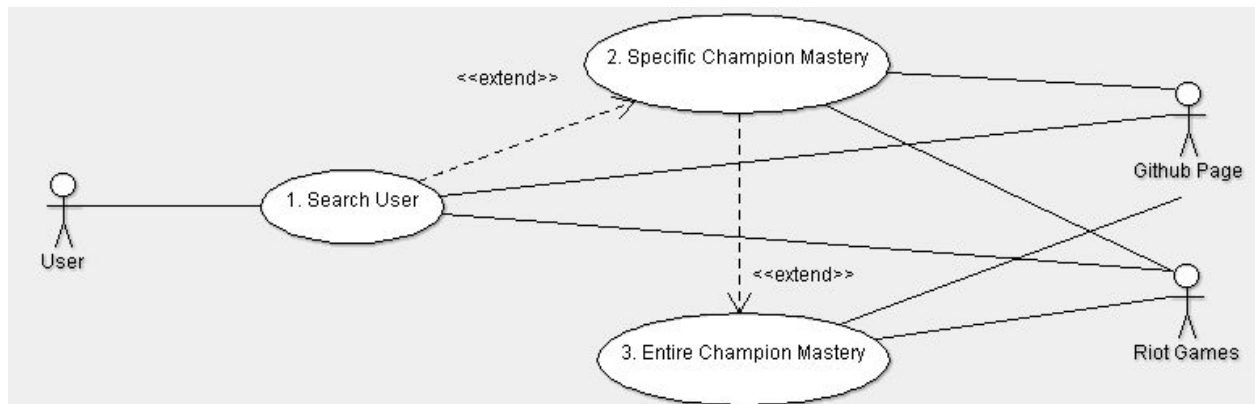 2. Specific Champion Mastery
<<extend>>
Github Page
1. Search User
User
<<extend>>
3. Entire Champion Mastery
Riot Games